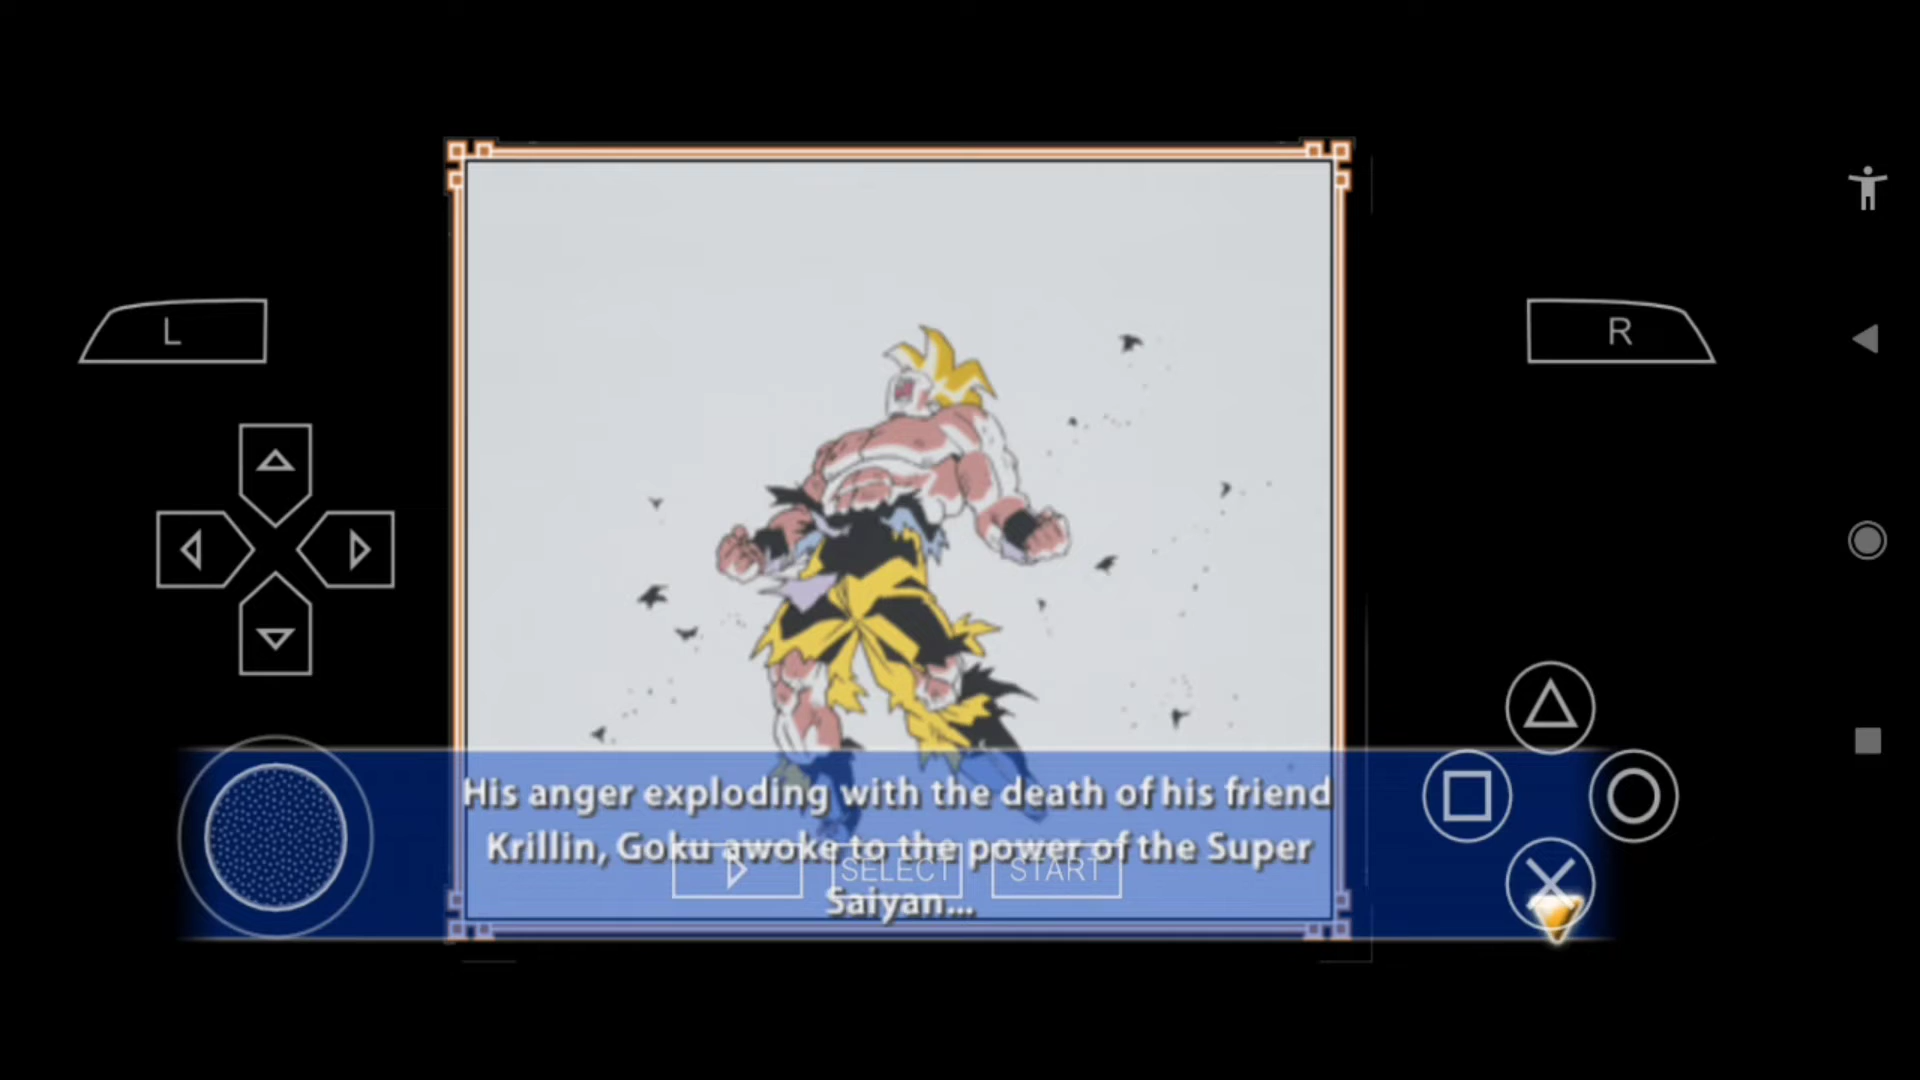 L
R
His anger exploding with the death of his friend
Krillin, Goku awoke to the power of the Super
SELECT
START
Saiyan...